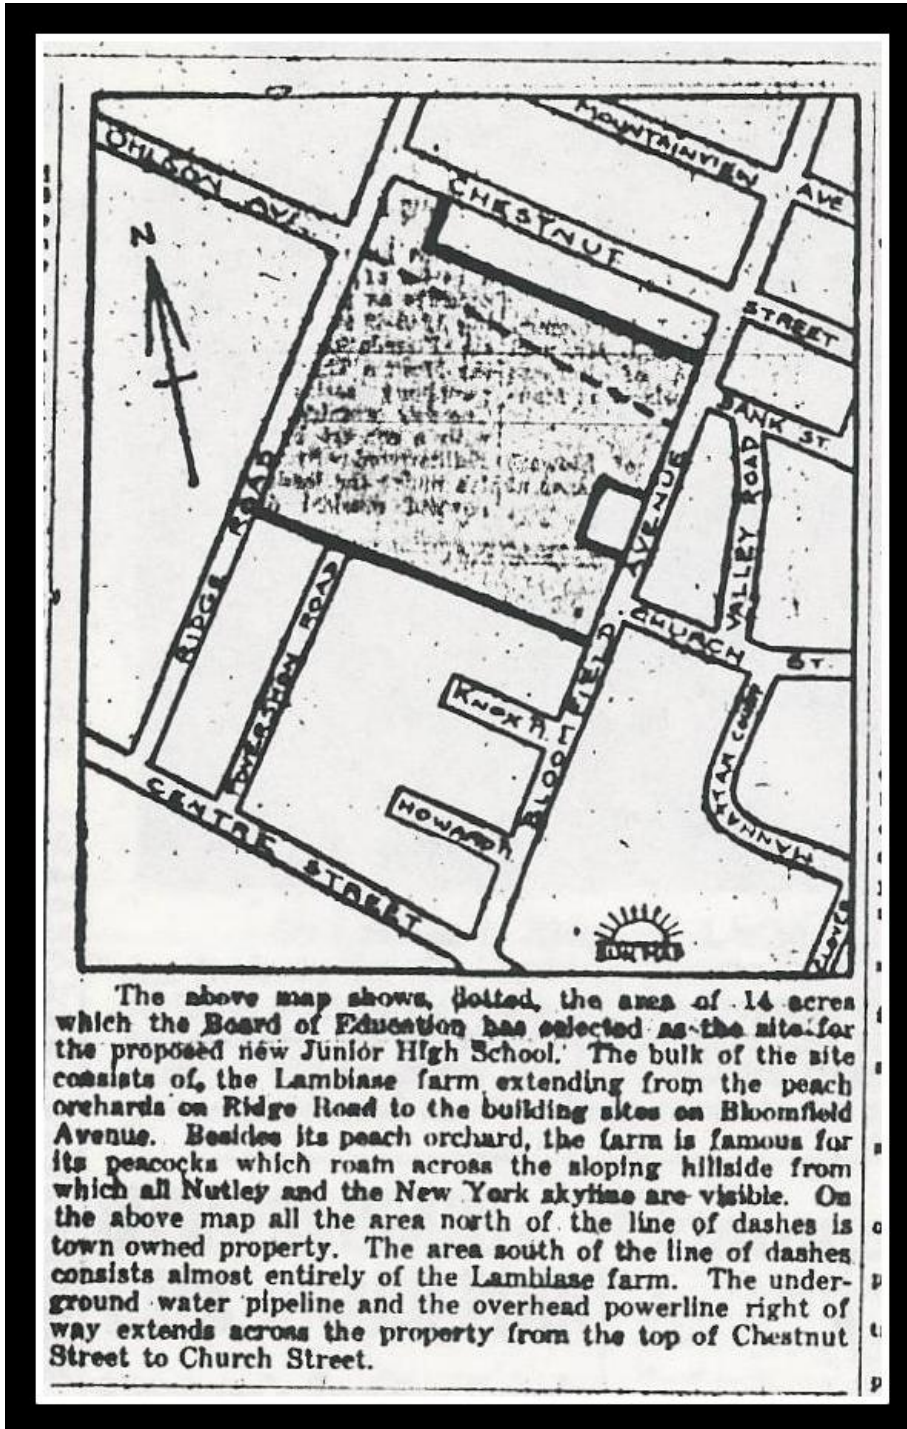 MOUNTAINVIEW AVE
OHLSON AVE.
CHESTNUT STREET
N
BANK ST.
VALLEY ROAD
RIDGE ROAD
BLOOMFIELD AVENUE
CHURCH ST.
ROAD
KNOX
HANNAH COURT
HOWARD
CENTRE STREET
SUN MAP
CLOVER
The above map shows, dotted, the area of 14 acres
which the Board of Education has selected as the site for
the proposed new Junior High School. The bulk of the site
consists of, the Lambiase farm extending from the peach
orchards on Ridge Road to the building sites on Bloomfield
Avenue. Besides its peach orchard, the farm is famous for
its peacocks which roam across the sloping hillside from
which all Nutley and the New York skyline are visible. On
the above map all the area north of the line of dashes is
town owned property. The area south of the line of dashes
consists almost entirely of the Lambiase farm. The under-
ground water pipeline and the overhead powerline right of
way extends across the property from the top of Chestnut
Street to Church Street.